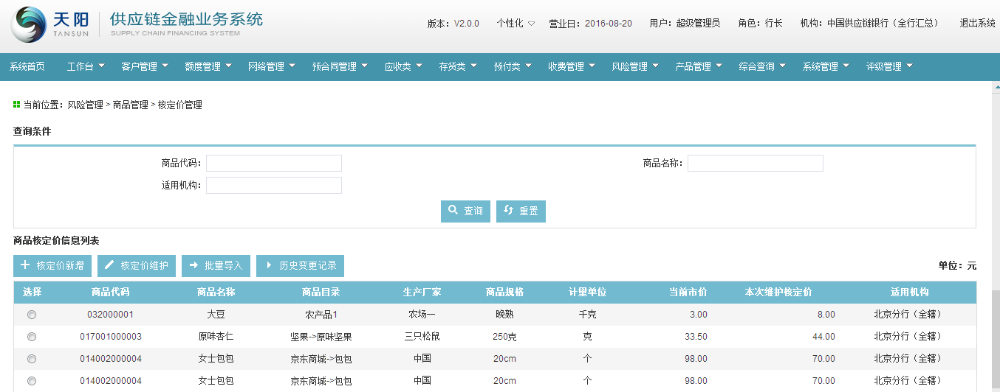 天阳 TANSUN 供应链金融业务系统 SUPPLY CHAIN FINANCING SYSTEM
版本：V2.0.0 个性化 营业日：2016-08-20 用户：超级管理员 角色：行长 机构：中国供应链银行（全行汇总） 退出系统
系统首页 工作台 客户管理 额度管理 网络管理 预合同管理 应收类 存货类 预付类 收费管理 风险管理 产品管理 综合查询 系统管理 评级管理
当前位置：风险管理 > 商品管理 > 核定价管理
查询条件
商品代码： 商品名称：
适用机构：
查询 重置
商品核定价信息列表
核定价新增 核定价维护 批量导入 历史变更记录 单位：元
选择 商品代码 商品名称 商品目录 生产厂家 商品规格 计量单位 当前市价 本次维护核定价 适用机构
032000001 大豆 农产品1 农场一 晚熟 千克 3.00 8.00 北京分行（全辖）
017001000003 原味杏仁 坚果->原味坚果 三只松鼠 250克 克 33.50 44.00 北京分行（全辖）
014002000004 女士包包 京东商城->包包 中国 20cm 个 98.00 70.00 北京分行（全辖）
014002000004 女士包包 京东商城->包包 中国 20cm 个 98.00 70.00 北京分行（全辖）